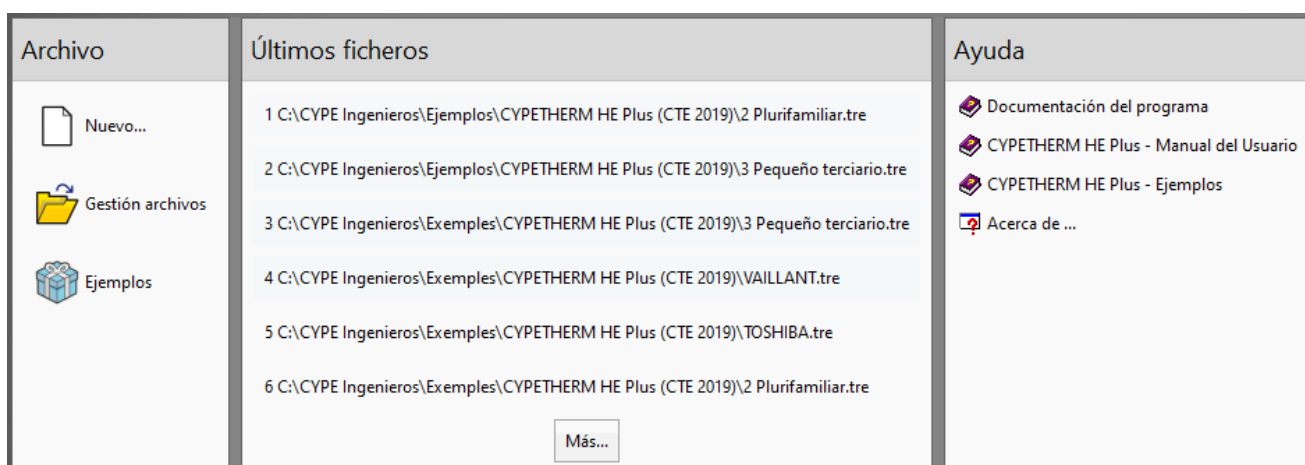 Archivo
Nuevo...
Gestión archivos
Ejemplos
Últimos ficheros
1 C:\CYPE Ingenieros\Ejemplos\CYPETHERM HE Plus (CTE 2019)\2 Plurifamiliar.tre
2 C:\CYPE Ingenieros\Ejemplos\CYPETHERM HE Plus (CTE 2019)\3 Pequeño terciario.tre
3 C:\CYPE Ingenieros\Exemples\CYPETHERM HE Plus (CTE 2019)\3 Pequeño terciario.tre
4 C:\CYPE Ingenieros\Exemples\CYPETHERM HE Plus (CTE 2019)\VAILLANT.tre
5 C:\CYPE Ingenieros\Exemples\CYPETHERM HE Plus (CTE 2019)\TOSHIBA.tre
6 C:\CYPE Ingenieros\Exemples\CYPETHERM HE Plus (CTE 2019)\2 Plurifamiliar.tre
Más...
Ayuda
Documentación del programa
CYPETHERM HE Plus - Manual del Usuario
CYPETHERM HE Plus - Ejemplos
Acerca de ...